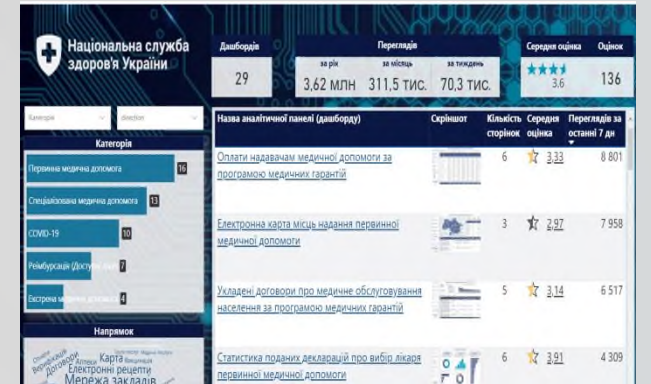 Національна служба
здоров'я України
Дашбордів
29
Переглядів
за рік
за місяць
за тиждень
3,62 млн
311,5 тис.
70,3 тис.
Середня оцінка
3.6
Оцінок
136
Категорія
Категорія
Первинна медична допомога 16
Спеціалізована медична допомога 13
COVID-19 10
Реімбурсація 7
Екстрена 4
Напрямок
Карта
Договори
Аптеки
Електронні рецепти
Мережа закладів
Назва аналітичної панелі (дашборду)
Скріншот
Кількість сторінок
Середня оцінка
Переглядів за останні 7 дн
Оплати надавачам медичної допомоги за
програмою медичних гарантій
6 3,33 8 801
Електронна карта місць надання первинної
медичної допомоги
3 2,97 7 958
Укладені договори про медичне обслуговування
населення за програмою медичних гарантій
5 3,14 6 517
Статистика поданих декларацій про вибір лікаря
первинної медичної допомоги
6 3,91 4 309